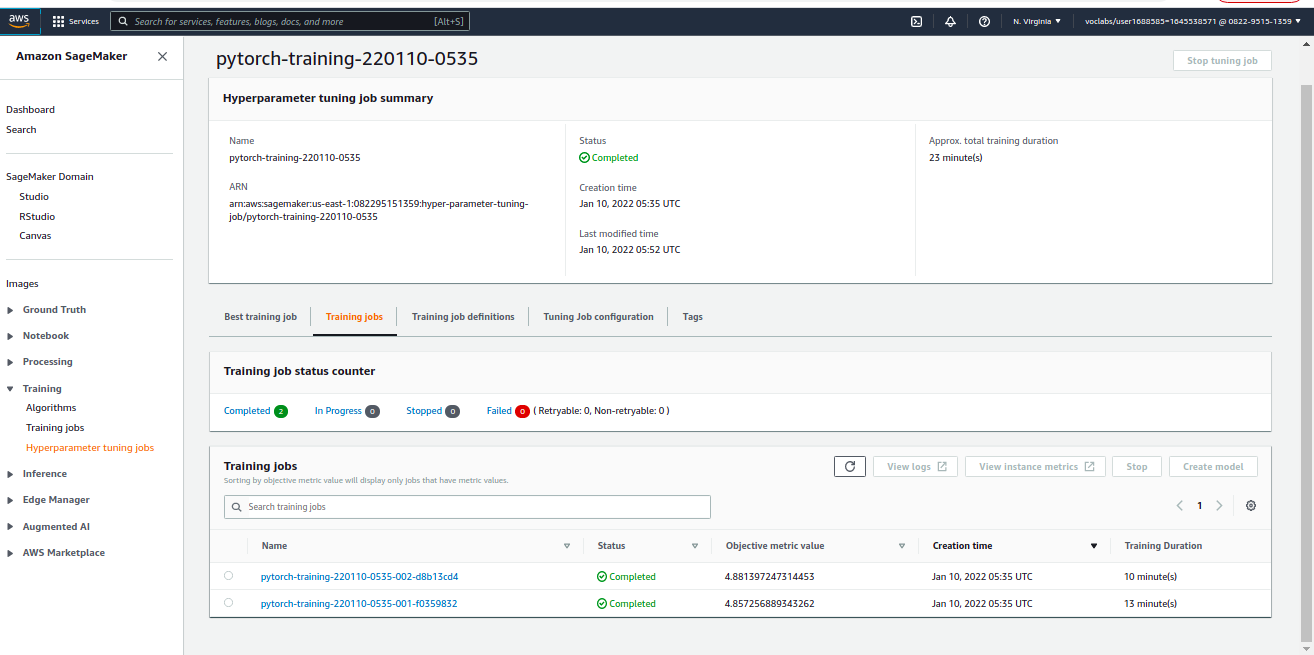 aws Services Search for services, features, blogs, docs, and more [Alt+S] N. Virginia voclabs/user1688585=1645538571 @ 0822-9515-1359
Amazon SageMaker
Dashboard
Search
SageMaker Domain
Studio
RStudio
Canvas
Images
Ground Truth
Notebook
Processing
Training
Algorithms
Training jobs
Hyperparameter tuning jobs
Inference
Edge Manager
Augmented AI
AWS Marketplace
pytorch-training-220110-0535 Stop tuning job
Hyperparameter tuning job summary
Name
pytorch-training-220110-0535
ARN
arn:aws:sagemaker:us-east-1:082295151359:hyper-parameter-tuning-
job/pytorch-training-220110-0535
Status
Completed
Creation time
Jan 10, 2022 05:35 UTC
Last modified time
Jan 10, 2022 05:52 UTC
Approx. total training duration
23 minute(s)
Best training job Training jobs Training job definitions Tuning Job configuration Tags
Training job status counter
Completed 2 In Progress 0 Stopped 0 Failed 0 ( Retryable: 0, Non-retryable: 0 )
Training jobs View logs View instance metrics Stop Create model
Sorting by objective metric value will display only jobs that have metric values.
Search training jobs 1
Name Status Objective metric value Creation time Training Duration
pytorch-training-220110-0535-002-d8b13cd4 Completed 4.881397247314453 Jan 10, 2022 05:35 UTC 10 minute(s)
pytorch-training-220110-0535-001-f0359832 Completed 4.857256889343262 Jan 10, 2022 05:35 UTC 13 minute(s)